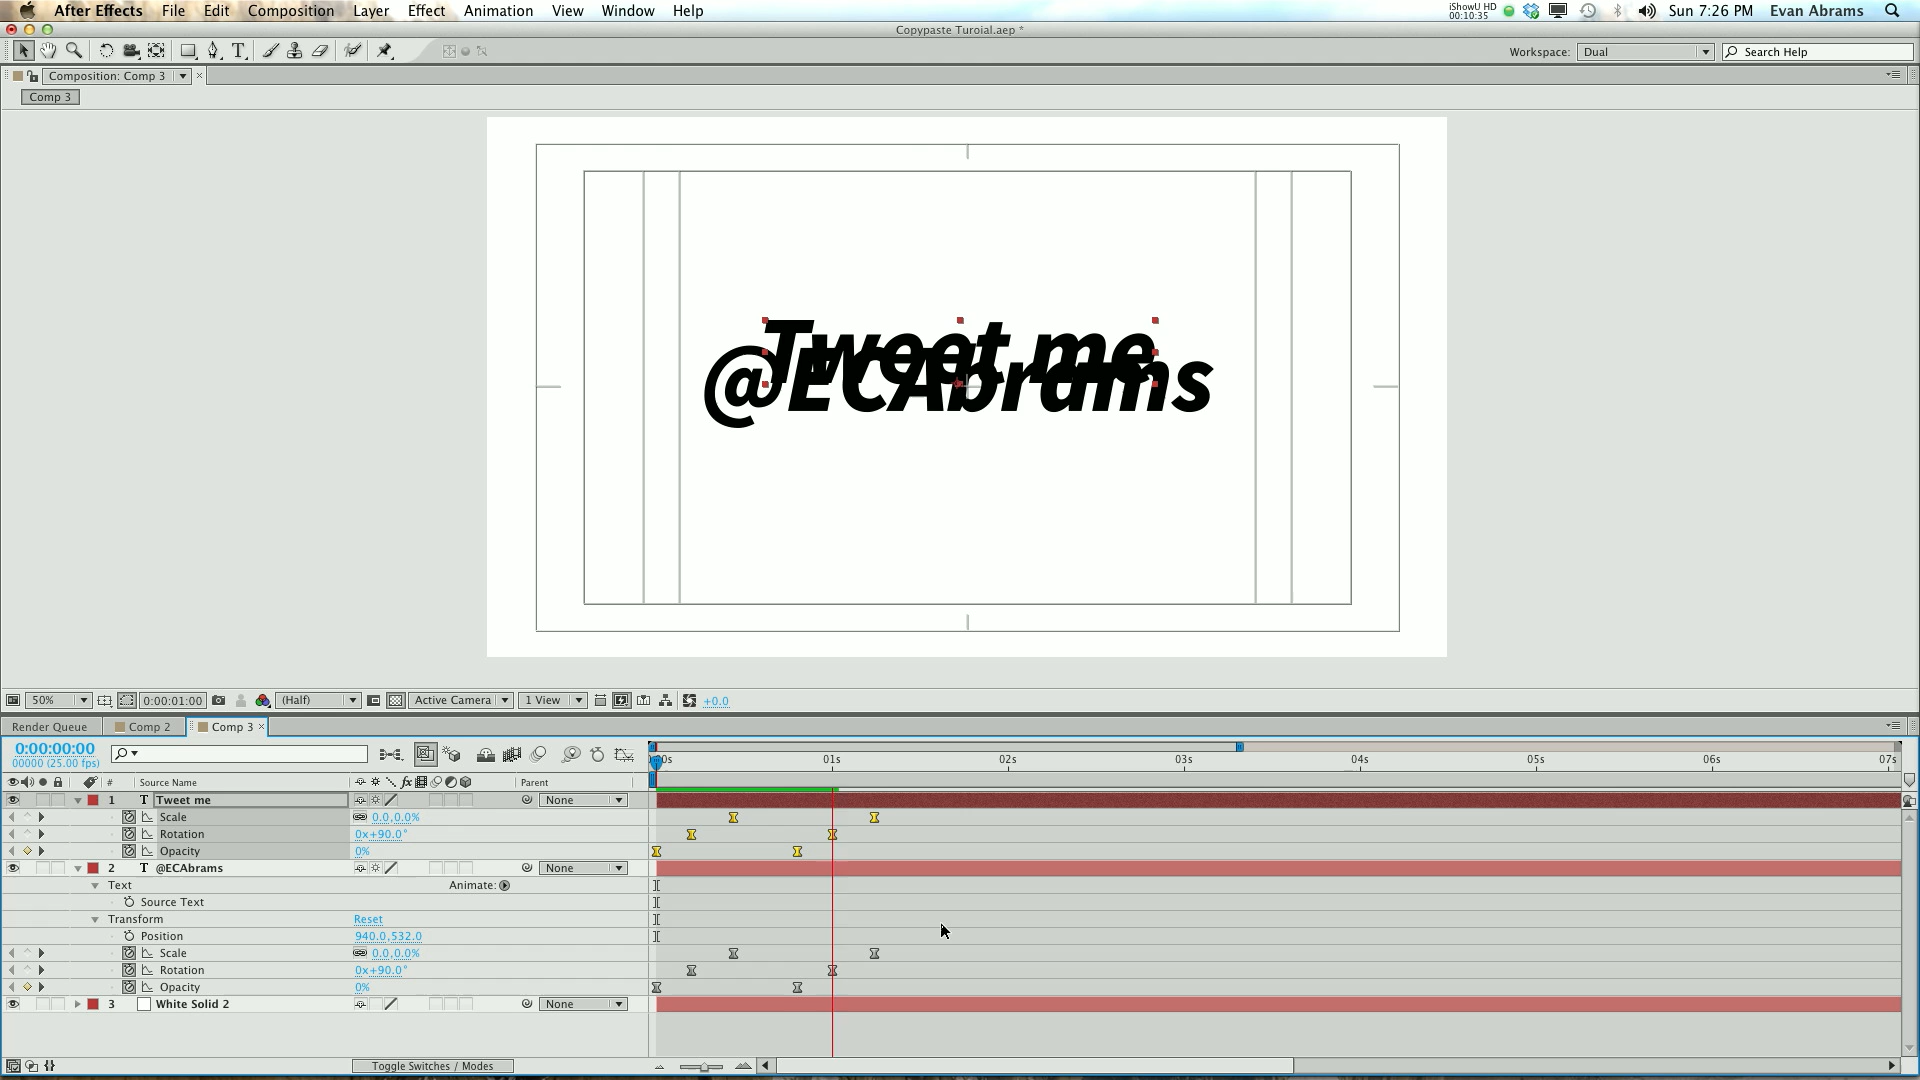 After Effects File Edit Composition Layer Effect Animation View Window Help
iShowU HD
00:10:35
Sun 7:26 PM Evan Abrams
Copypaste Turoial.aep *
T
Workspace: Dual Search Help
Composition: Comp 3
Comp 3
Tweet me
@ECAbrams
50% 0:00:01:00 (Half) Active Camera 1 View +0.0
Render Queue Comp 2 Comp 3
0:00:00:00
00000 (25.00 fps)
01s 02s 03s 04s 05s 06s 07s
# Source Name fx Parent
1 T Tweet me None
Scale 0.0,0.0%
Rotation 0x+90.0°
Opacity 0%
2 T @ECAbrams None
Text Animate:
Source Text
Transform Reset
Position 940.0,532.0
Scale 0.0,0.0%
Rotation 0x+90.0°
Opacity 0%
3 White Solid 2 None
Toggle Switches / Modes